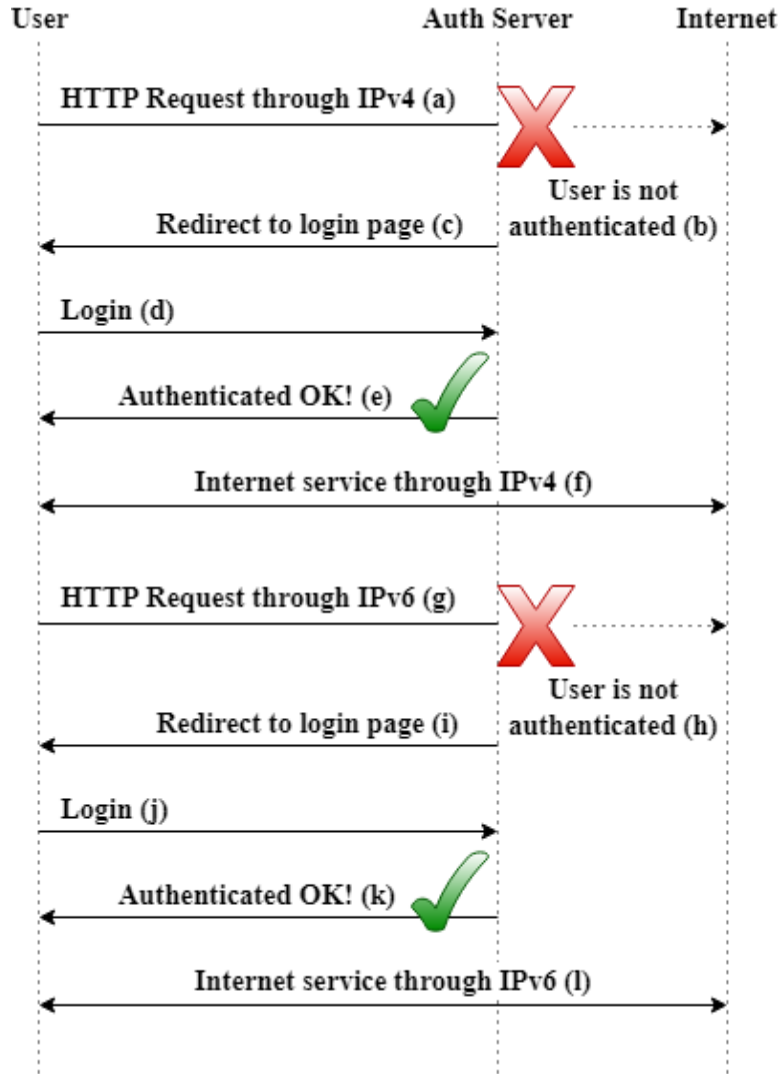 User
Auth Server
Internet
HTTP Request through IPv4 (a)
User is not
authenticated (b)
Redirect to login page (c)
Login (d)
Authenticated OK! (e)
Internet service through IPv4 (f)
HTTP Request through IPv6 (g)
User is not
authenticated (h)
Redirect to login page (i)
Login (j)
Authenticated OK! (k)
Internet service through IPv6 (l)